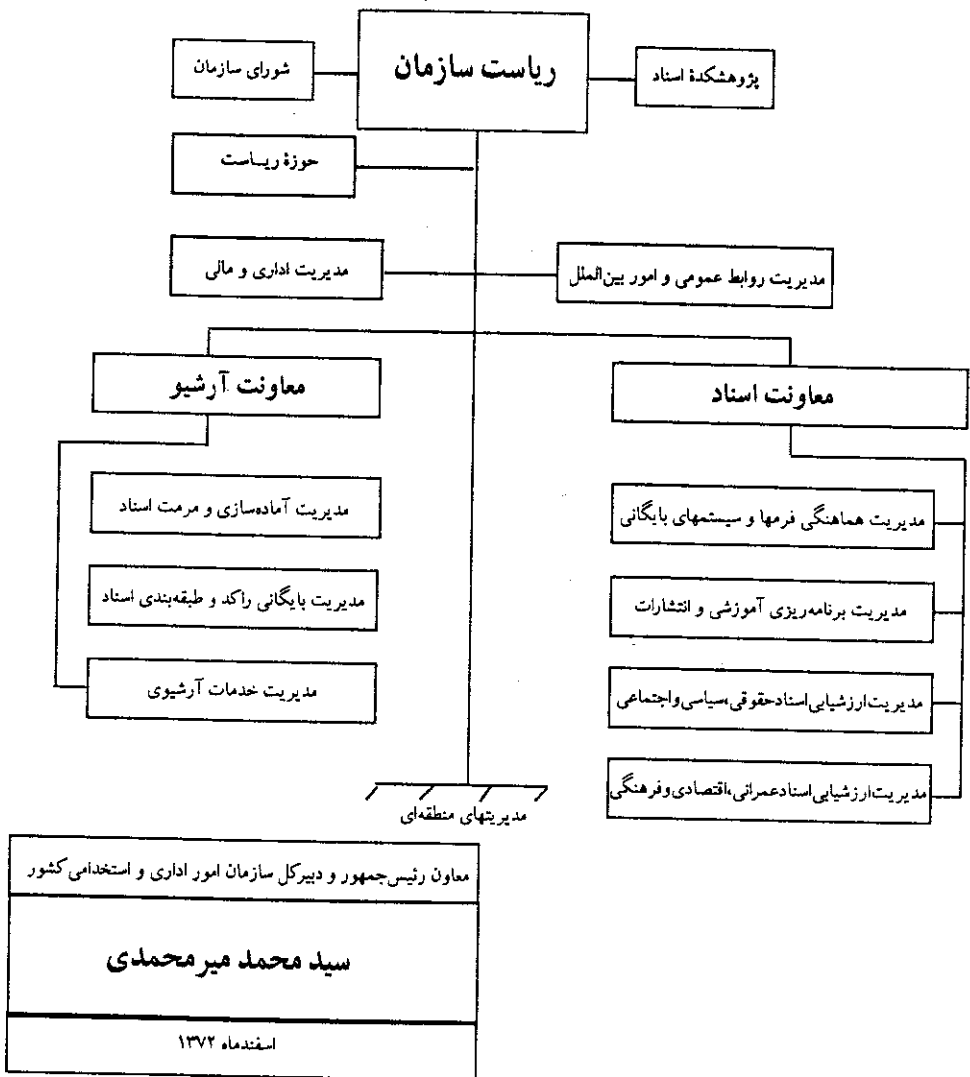 ریاست سازمان
پژوهشکدهٔ اسناد
شورای سازمان
حوزهٔ ریاست
مدیریت روابط عمومی و امور بین‌الملل
مدیریت اداری و مالی
معاونت اسناد
معاونت آرشیو
مدیریت هماهنگی فرمها و سیستمهای بایگانی
مدیریت برنامه‌ریزی آموزشی و انتشارات
مدیریت ارزشیابی اسناد حقوقی، سیاسی و اجتماعی
مدیریت ارزشیابی اسناد عمرانی، اقتصادی و فرهنگی
مدیریت آماده‌سازی و مرمت اسناد
مدیریت بایگانی راکد و طبقه‌بندی اسناد
مدیریت خدمات آرشیوی
مدیریتهای منطقه‌ای
معاون رئیس‌جمهور و دبیرکل سازمان امور اداری و استخدامی کشور
سید محمد میرمحمدی
اسفندماه ۱۳۷۲